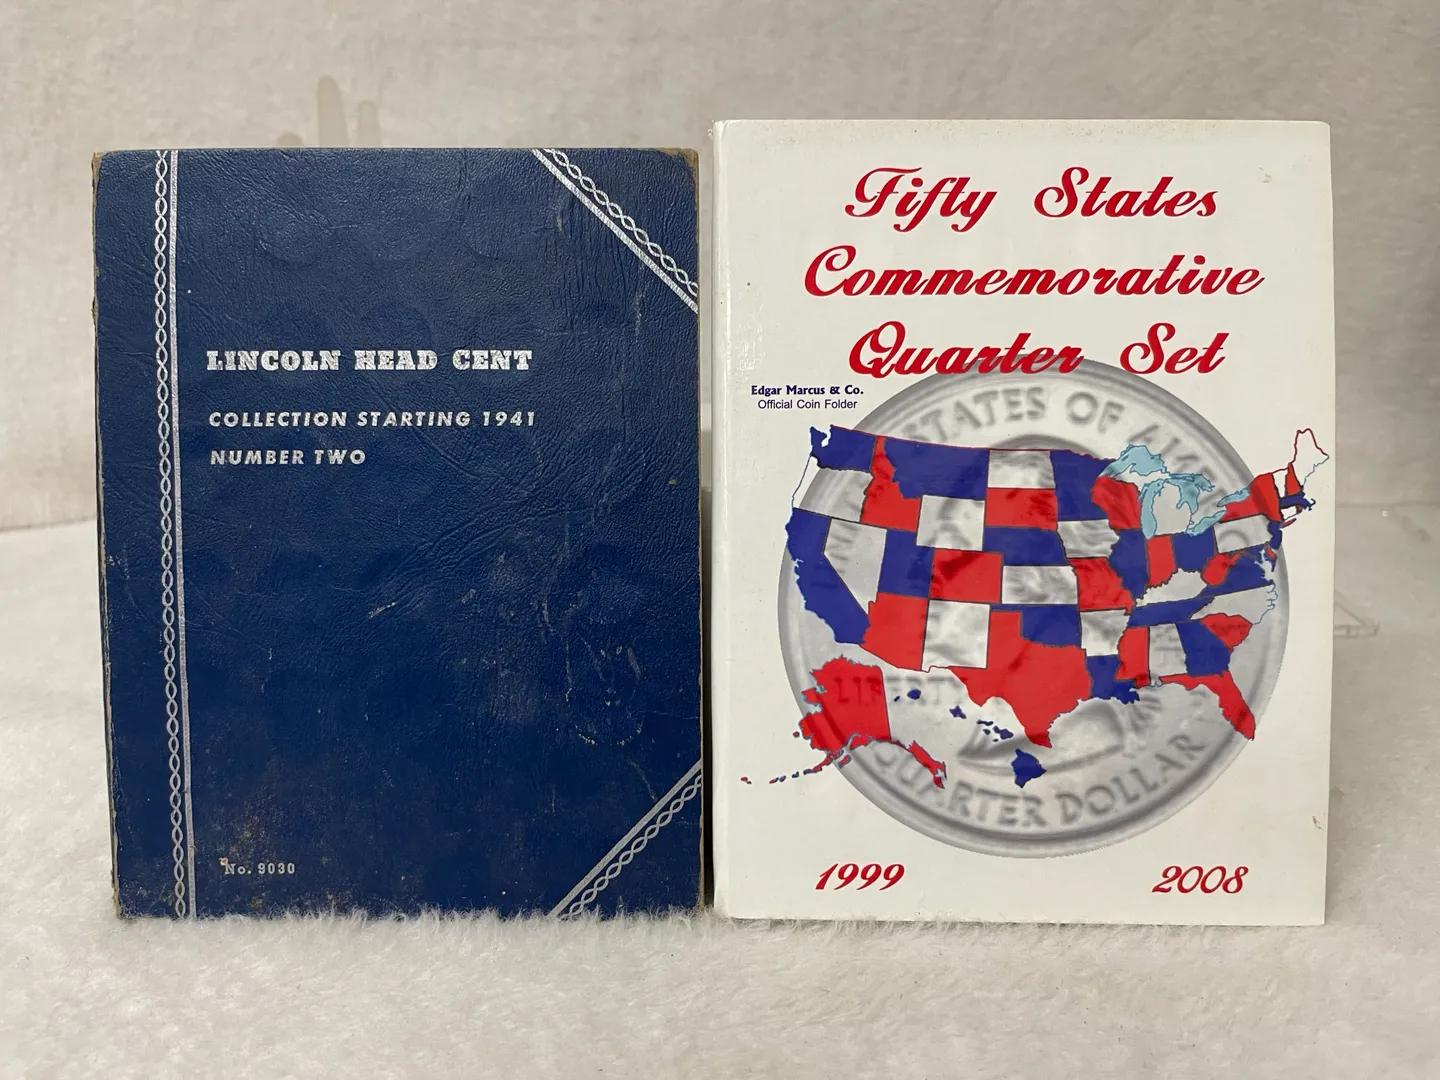 LINCOLN HEAD CENT
COLLECTION STARTING 1941
NUMBER TWO
No. 9030
Fifty States
Commemorative
Quarter Set
Edgar Marcus & Co.
Official Coin Folder
STATES OF AME
LIBERTY
QUARTER DOLLAR
1999
2008